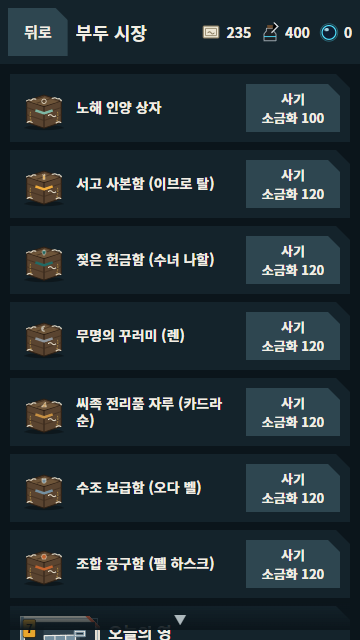 뒤로 부두 시장 235 400 0
노해 인양 상자
사기
소금화 100
서고 사본함 (이브로 탈)
사기
소금화 120
젖은 헌금함 (수녀 나할)
사기
소금화 120
무명의 꾸러미 (렌)
사기
소금화 120
씨족 전리품 자루 (카드라
순)
사기
소금화 120
수조 보급함 (오다 벨)
사기
소금화 120
조합 공구함 (펠 하스크)
사기
소금화 120